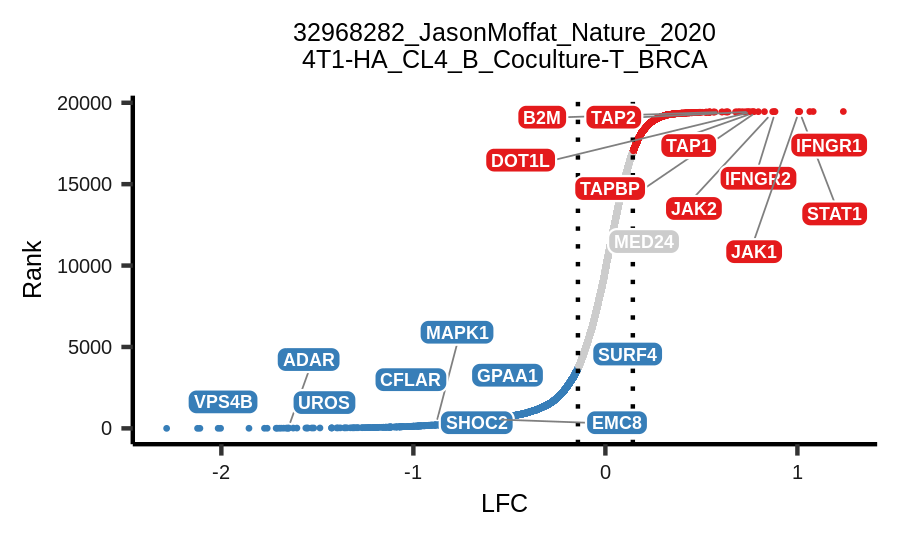 32968282_JasonMoffat_Nature_2020
4T1-HA_CL4_B_Coculture-T_BRCA
20000
15000
10000
5000
0
Rank
B2M
TAP2
DOT1L
TAP1
IFNGR1
TAPBP
IFNGR2
JAK2
STAT1
JAK1
MED24
MAPK1
ADAR
SURF4
CFLAR
GPAA1
VPS4B
UROS
SHOC2
EMC8
-2
-1
0
1
LFC